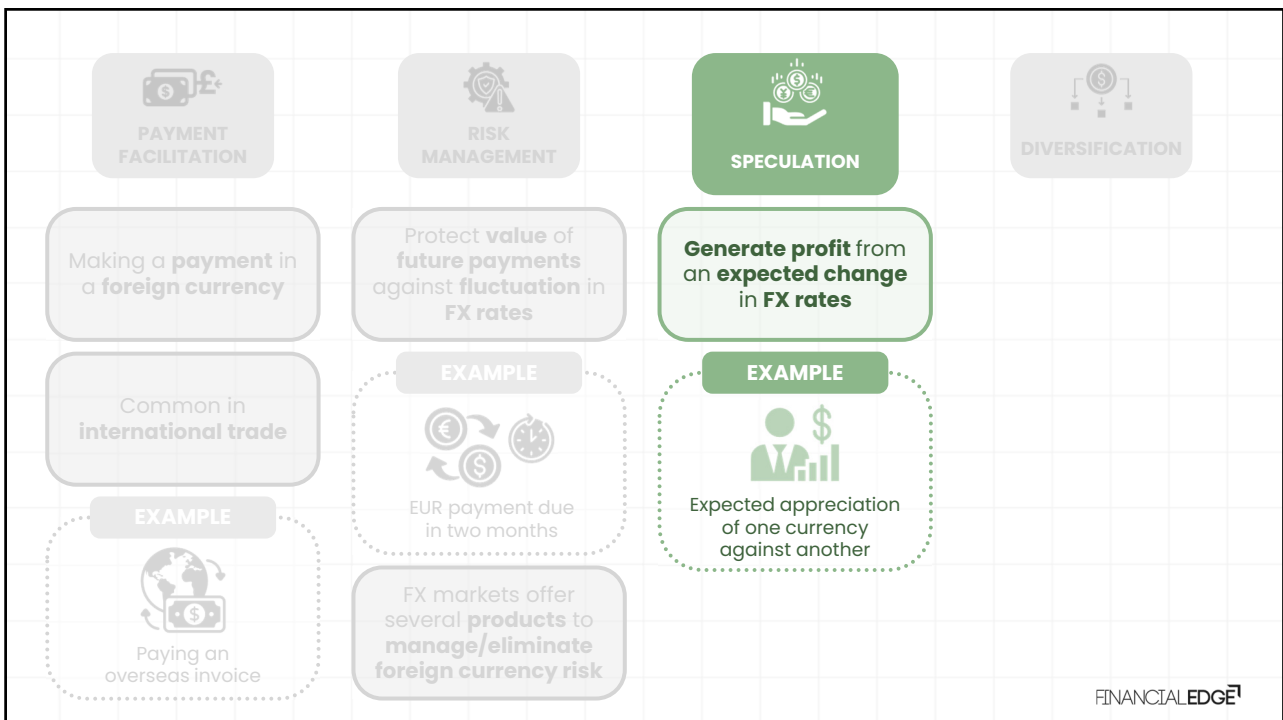 PAYMENT
FACILITATION
Making a payment in
a foreign currency
Common in
international trade
EXAMPLE
Paying an
overseas invoice
RISK
MANAGEMENT
Protect value of
future payments
against fluctuation in
FX rates
EXAMPLE
EUR payment due
in two months
FX markets offer
several products to
manage/eliminate
foreign currency risk
SPECULATION
Generate profit from
an expected change
in FX rates
EXAMPLE
Expected appreciation
of one currency
against another
DIVERSIFICATION
FINANCIALEDGE